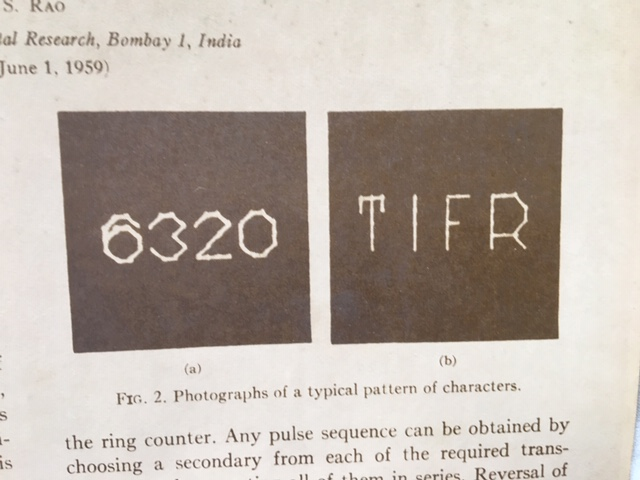 S. RAO
tal Research, Bombay 1, India
June 1, 1959)
6320
TIFR
(a)
(b)
FIG. 2. Photographs of a typical pattern of characters.
the ring counter. Any pulse sequence can be obtained by
is choosing a secondary from each of the required trans-
all of them in series. Reversal of